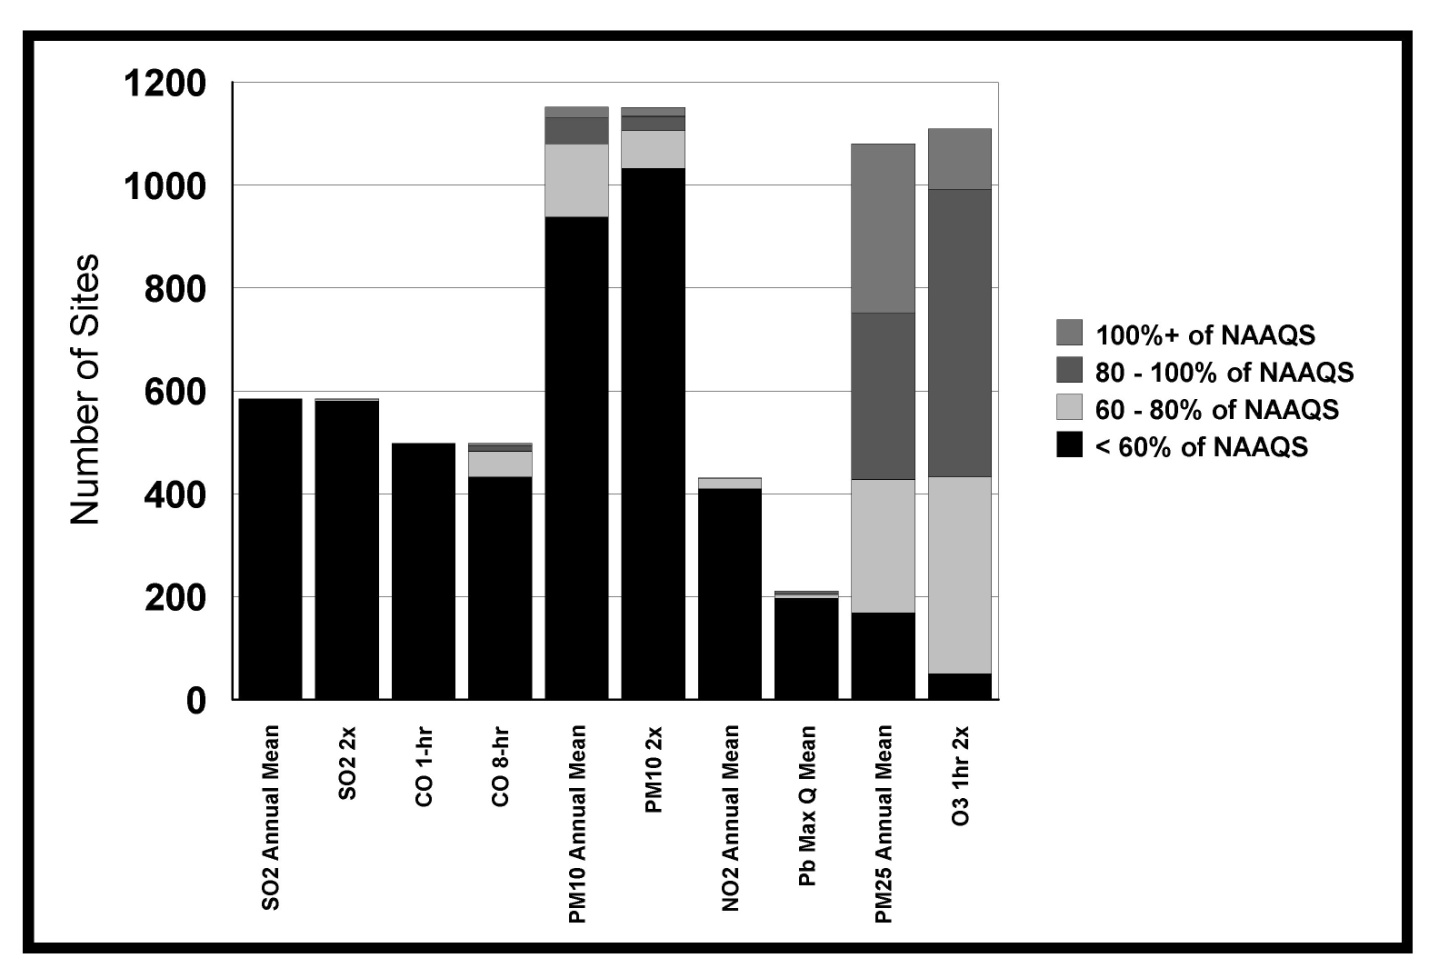 1200
1000
800
600
400
200
0
Number of Sites
SO2 Annual Mean
SO2 2x
CO 1-hr
CO 8-hr
PM10 Annual Mean
PM10 2x
NO2 Annual Mean
Pb Max Q Mean
PM25 Annual Mean
O3 1hr 2x
100%+ of NAAQS
80 - 100% of NAAQS
60 - 80% of NAAQS
< 60% of NAAQS